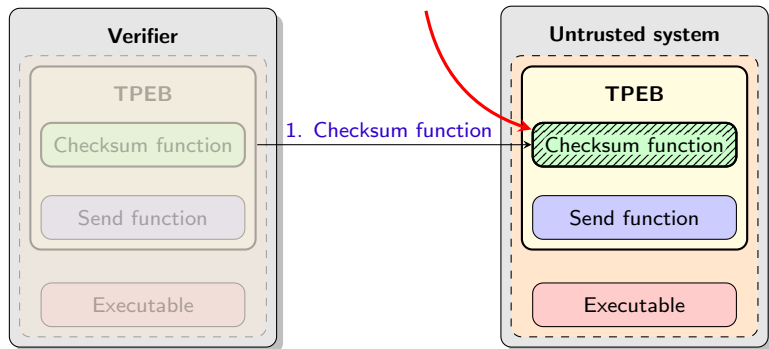 Verifier
TPEB
Checksum function
Send function
Executable
1. Checksum function
Untrusted system
TPEB
Checksum function
Send function
Executable